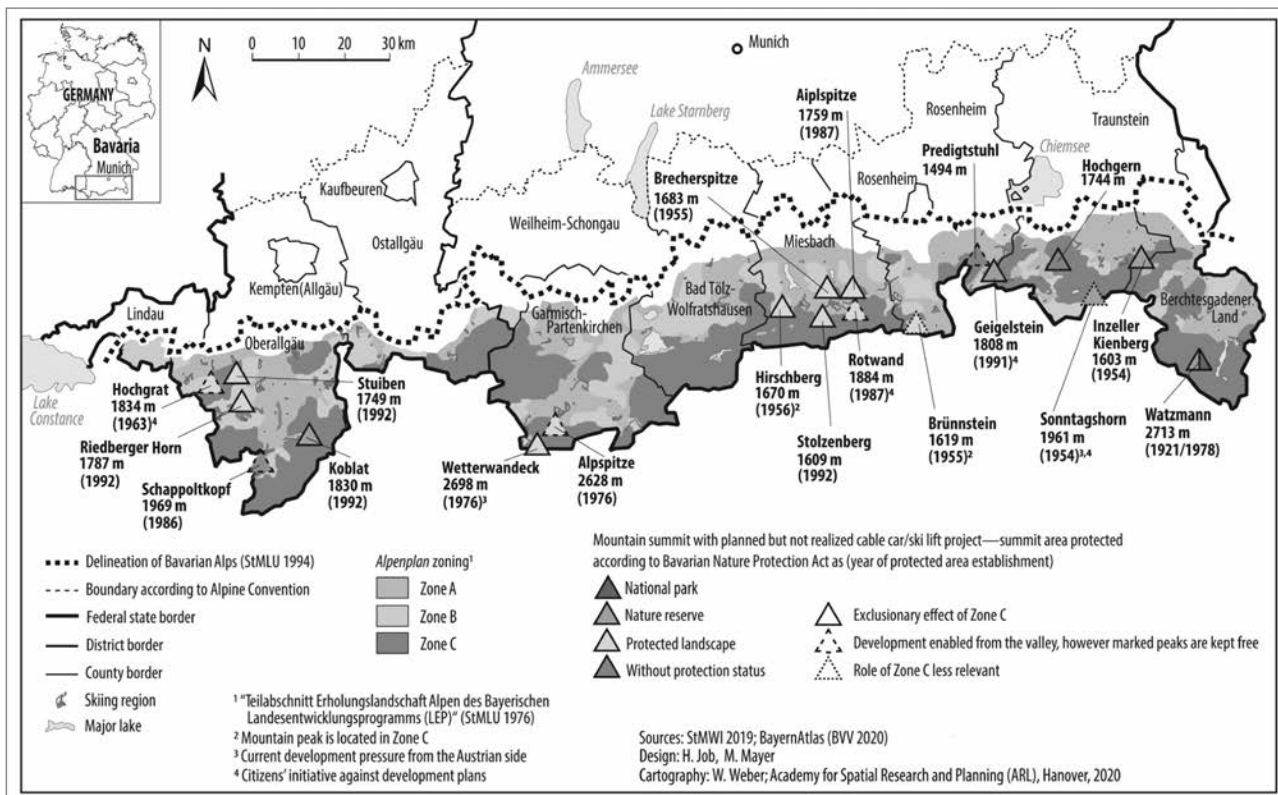 GERMANY
Bavaria
Munich
N
0 10 20 30 km
Munich
Ammersee
Lake Starnberg
Aiplspitze
1759 m
(1987)
Rosenheim
Traunstein
Predigtstuhl
1494 m
Chiemsee
Hochgern
1744 m
Brecherspitze
1683 m
(1955)
Rosenheim
Kaufbeuren
Ostallgäu
Weilheim-Schongau
Miesbach
Kempten (Allgäu)
Lindau
Oberallgäu
Garmisch-
Partenkirchen
Bad Tölz-
Wolfratshausen
Berchtesgadener
Land
Lake
Constance
Hochgrat
1834 m
(1963)⁴
Stuiben
1749 m
(1992)
Riedberger Horn
1787 m
(1992)
Schappoltkopf
1969 m
(1986)
Koblat
1830 m
(1992)
Wetterwandeck
2698 m
(1976)³
Alpspitze
2628 m
(1976)
Hirschberg
1670 m
(1956)²
Stolzenberg
1609 m
(1992)
Rotwand
1884 m
(1987)⁴
Brünnstein
1619 m
(1955)²
Geigelstein
1808 m
(1991)⁴
Sonntagshorn
1961 m
(1954)³,⁴
Inzeller
Kienberg
1603 m
(1954)
Watzmann
2713 m
(1921/1978)
Delineation of Bavarian Alps (StMLU 1994)
Boundary according to Alpine Convention
Federal state border
District border
County border
Skiing region
Major lake
Alpenplan zoning¹
Zone A
Zone B
Zone C
Mountain summit with planned but not realized cable car/ski lift project—summit area protected
according to Bavarian Nature Protection Act as (year of protected area establishment)
National park
Nature reserve
Protected landscape
Without protection status
Exclusionary effect of Zone C
Development enabled from the valley, however marked peaks are kept free
Role of Zone C less relevant
¹ "Teilabschnitt Erholungslandschaft Alpen des Bayerischen
Landesentwicklungsprogramms (LEP)" (StMLU 1976)
² Mountain peak is located in Zone C
³ Current development pressure from the Austrian side
⁴ Citizens' initiative against development plans
Sources: StMWI 2019; BayernAtlas (BVV 2020)
Design: H. Job, M. Mayer
Cartography: W. Weber; Academy for Spatial Research and Planning (ARL), Hanover, 2020